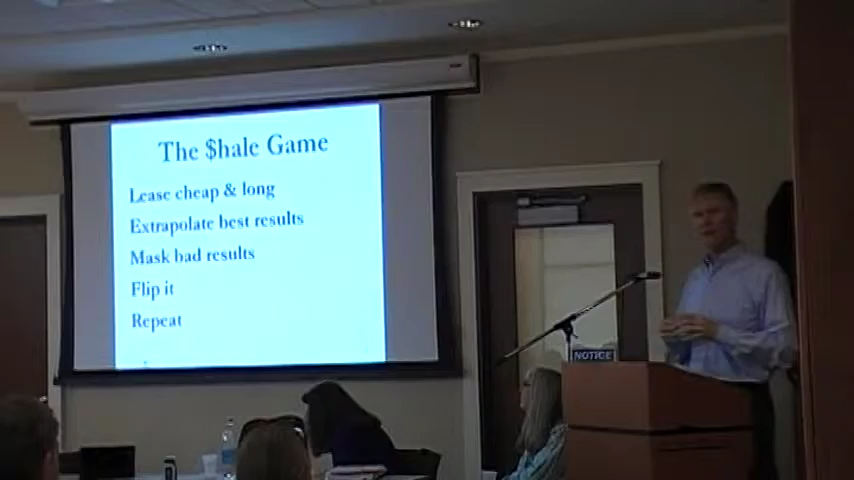 The $hale Game
Lease cheap & long
Extrapolate best results
Mask bad results
Flip it
Repeat
NOTICE